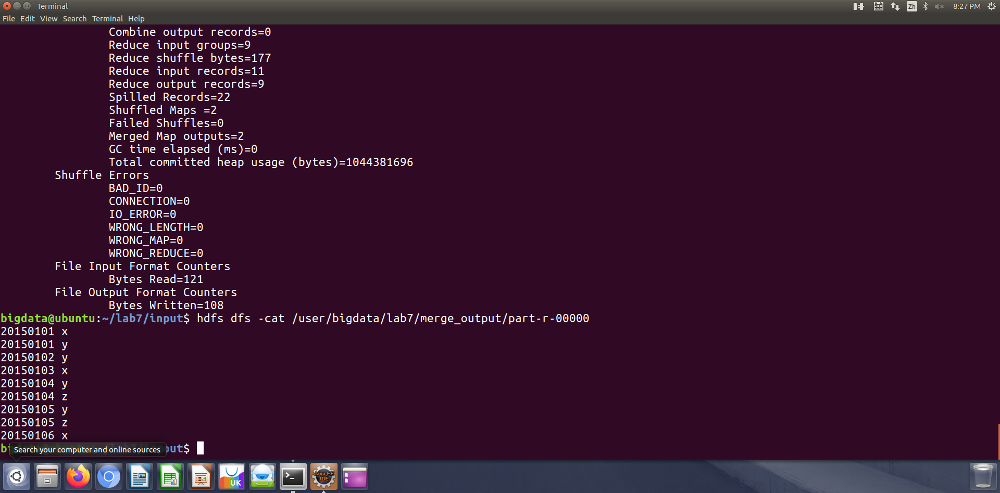 Terminal
Zh
8:27 PM
File Edit View Search Terminal Help
Combine output records=0
Reduce input groups=9
Reduce shuffle bytes=177
Reduce input records=11
Reduce output records=9
Spilled Records=22
Shuffled Maps =2
Failed Shuffles=0
Merged Map outputs=2
GC time elapsed (ms)=0
Total committed heap usage (bytes)=1044381696
Shuffle Errors
BAD_ID=0
CONNECTION=0
IO_ERROR=0
WRONG_LENGTH=0
WRONG_MAP=0
WRONG_REDUCE=0
File Input Format Counters
Bytes Read=121
File Output Format Counters
Bytes Written=108
bigdata@ubuntu:~/lab7/input$ hdfs dfs -cat /user/bigdata/lab7/merge_output/part-r-00000
20150101 x
20150101 y
20150102 y
20150103 x
20150104 y
20150104 z
20150105 y
20150105 z
20150106 x
Search your computer and online sources
UK
Java EE
IDE